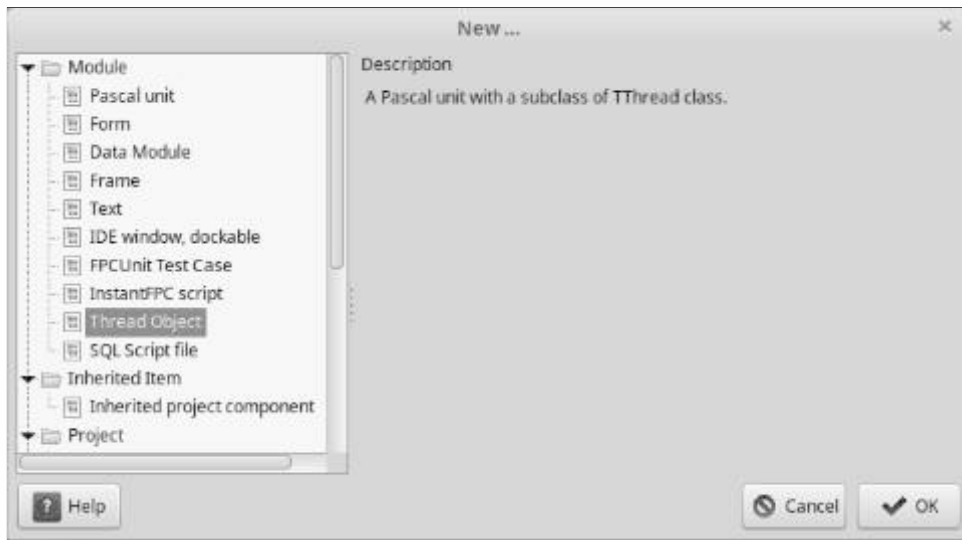 New ...
Module
Pascal unit
Form
Data Module
Frame
Text
IDE window, dockable
FPCUnit Test Case
InstantFPC script
Thread Object
SQL Script file
Inherited Item
Inherited project component
Project
Description
A Pascal unit with a subclass of TThread class.
? Help
Cancel
OK